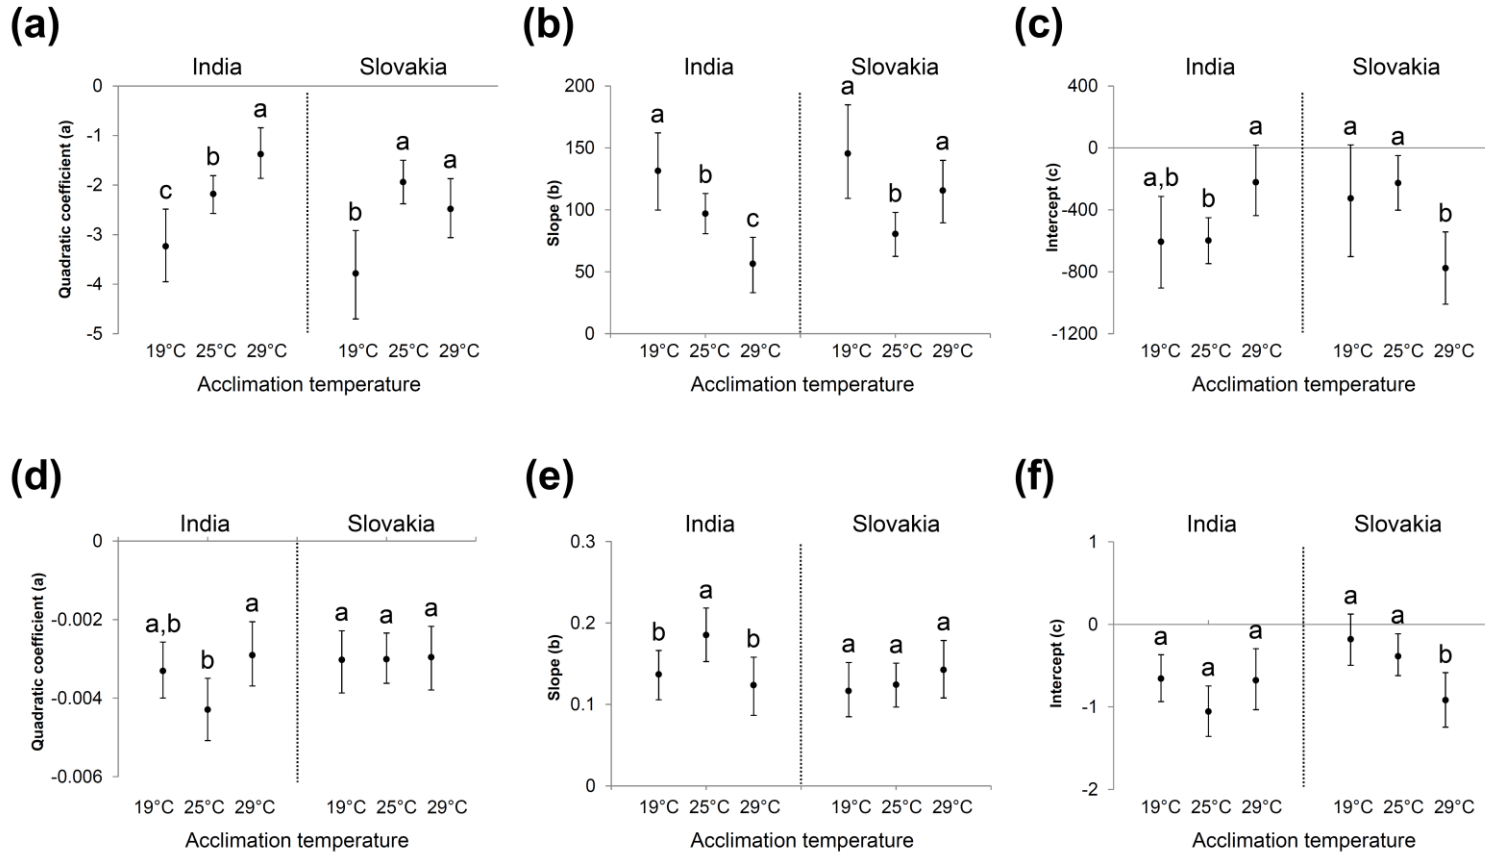 (a)
India Slovakia
Quadratic coefficient (a)
0
-1
-2
-3
-4
-5
c b a b a a
19°C 25°C 29°C 19°C 25°C 29°C
Acclimation temperature
(b)
India Slovakia
Slope (b)
200
150
100
50
0
a b c a b a
19°C 25°C 29°C 19°C 25°C 29°C
Acclimation temperature
(c)
India Slovakia
Intercept (c)
400
0
-400
-800
-1200
a,b b a a a b
19°C 25°C 29°C 19°C 25°C 29°C
Acclimation temperature
(d)
India Slovakia
Quadratic coefficient (a)
0
-0.002
-0.004
-0.006
a,b b a a a a
19°C 25°C 29°C 19°C 25°C 29°C
Acclimation temperature
(e)
India Slovakia
Slope (b)
0.3
0.2
0.1
0
b a b a a a
19°C 25°C 29°C 19°C 25°C 29°C
Acclimation temperature
(f)
India Slovakia
Intercept (c)
1
0
-1
-2
a a a a a b
19°C 25°C 29°C 19°C 25°C 29°C
Acclimation temperature